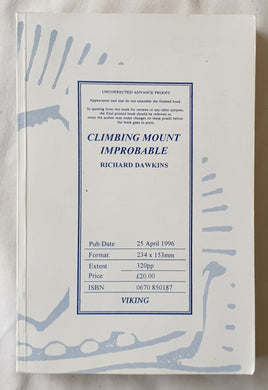 UNCORRECTED ADVANCE PROOFS
Appearance and size do not resemble the finished book.
In quoting from this book for reviews or any other purpose,
the final printed book should be referred to,
since the author may make changes on these proofs before
the book goes to press.
CLIMBING MOUNT
IMPROBABLE
RICHARD DAWKINS
Pub Date 25 April 1996
Format 234 x 153mm
Extent 320pp
Price £20.00
ISBN 0670 850187
VIKING